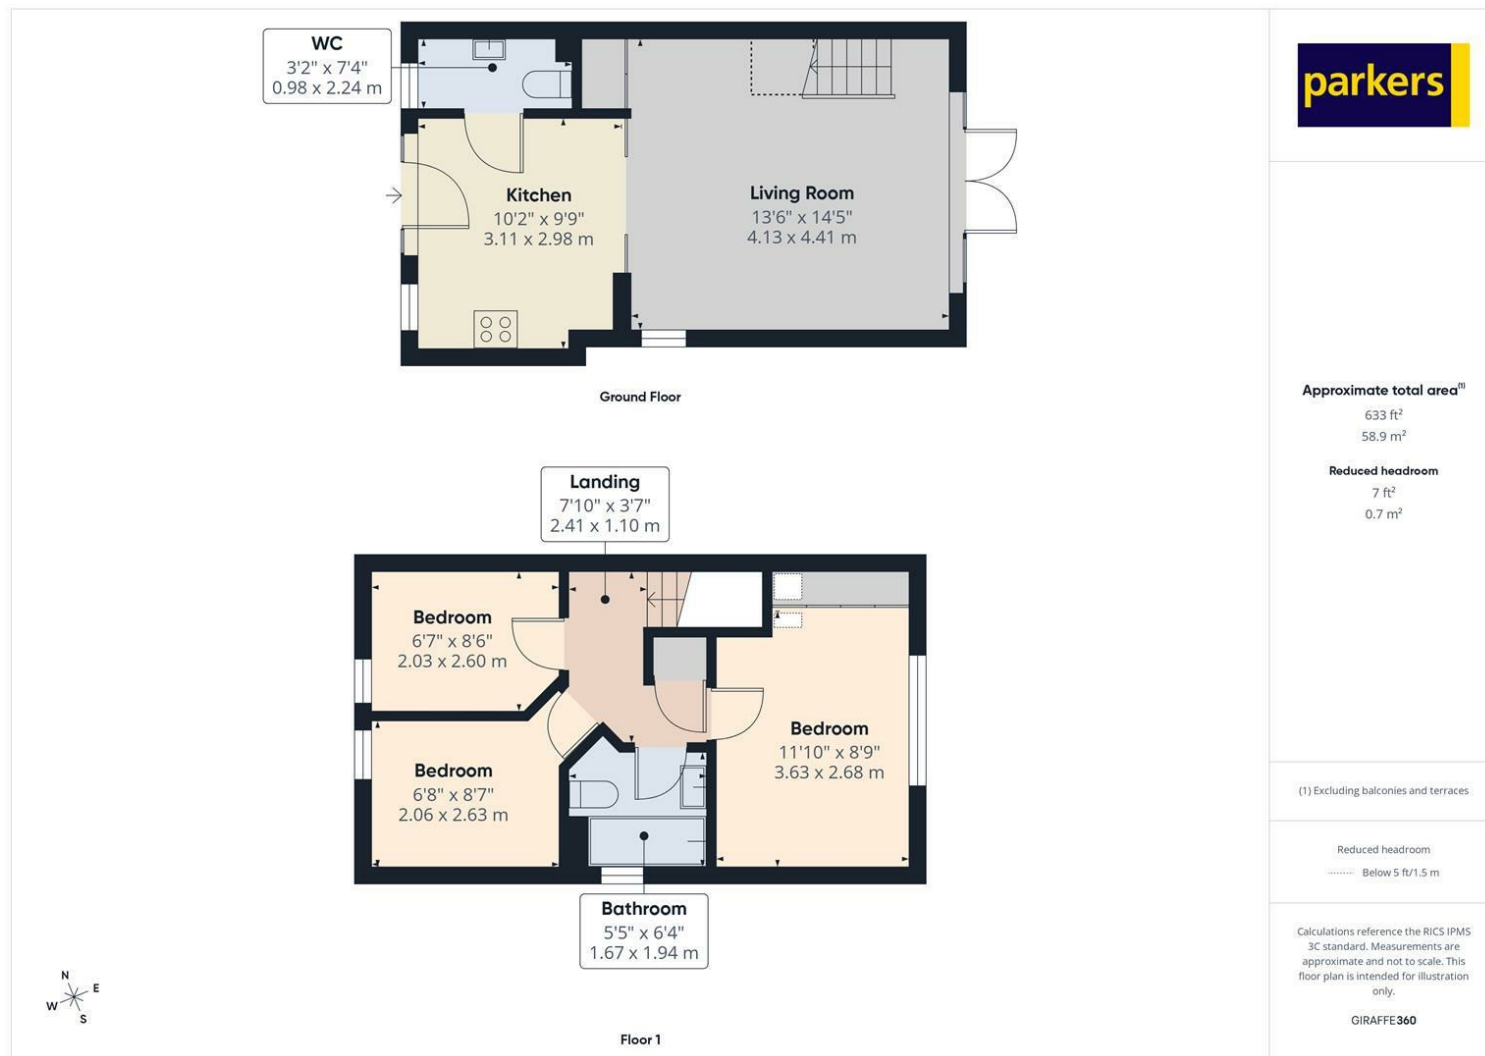 WC
3'2" x 7'4"
0.98 x 2.24 m
Kitchen
10'2" x 9'9"
3.11 x 2.98 m
Living Room
13'6" x 14'5"
4.13 x 4.41 m
Ground Floor
Landing
7'10" x 3'7"
2.41 x 1.10 m
Bedroom
6'7" x 8'6"
2.03 x 2.60 m
Bedroom
6'8" x 8'7"
2.06 x 2.63 m
Bedroom
11'10" x 8'9"
3.63 x 2.68 m
Bathroom
5'5" x 6'4"
1.67 x 1.94 m
N
E
W
S
Floor 1
parkers
Approximate total area(1)
633 ft²
58.9 m²
Reduced headroom
7 ft²
0.7 m²
(1) Excluding balconies and terraces
Reduced headroom
Below 5 ft/1.5 m
Calculations reference the RICS IPMS
3C standard. Measurements are
approximate and not to scale. This
floor plan is intended for illustration
only.
GIRAFFE360